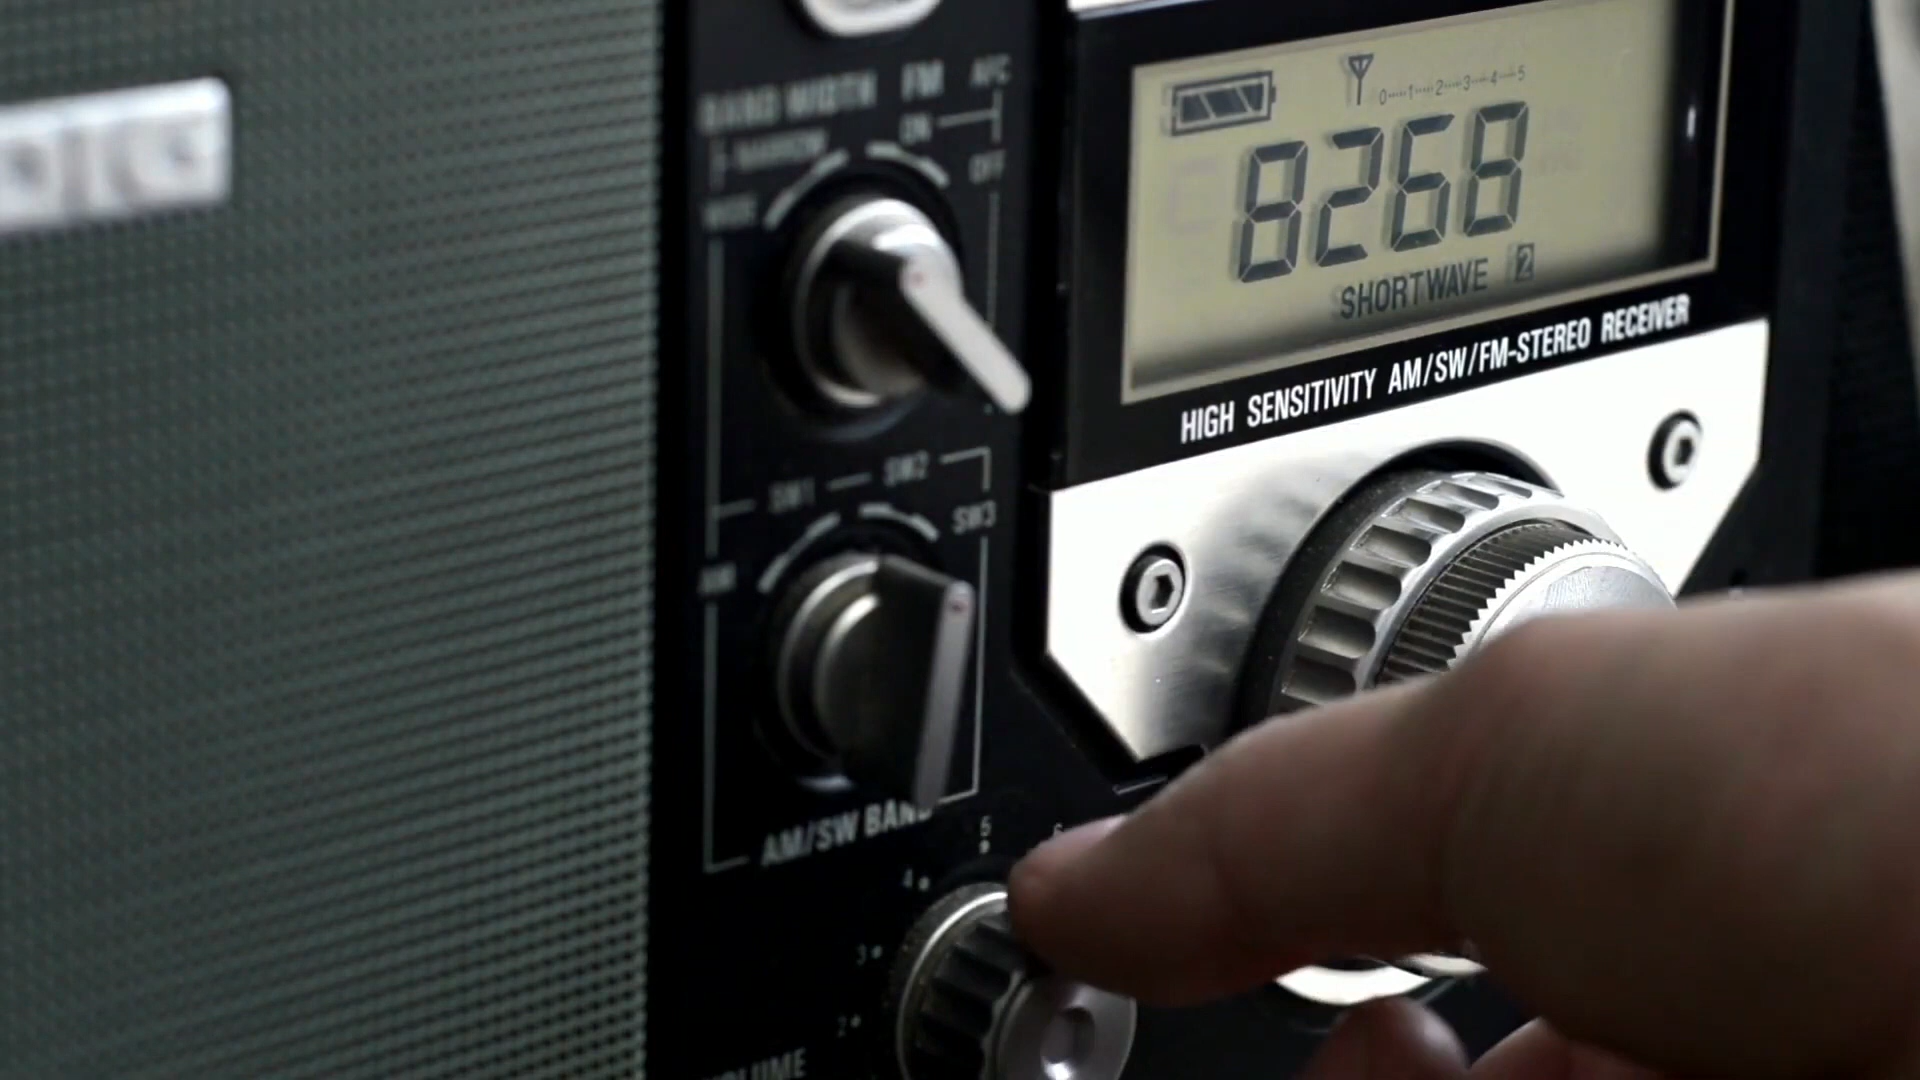 BAND WIDTH FM AFC
NARROW ON
WIDE OFF
0 1 2 3 4 5
8268
SHORTWAVE 2
HIGH SENSITIVITY AM/SW/FM-STEREO RECEIVER
SW1 SW2
SW3
AM/SW BAND
5
4
3
2